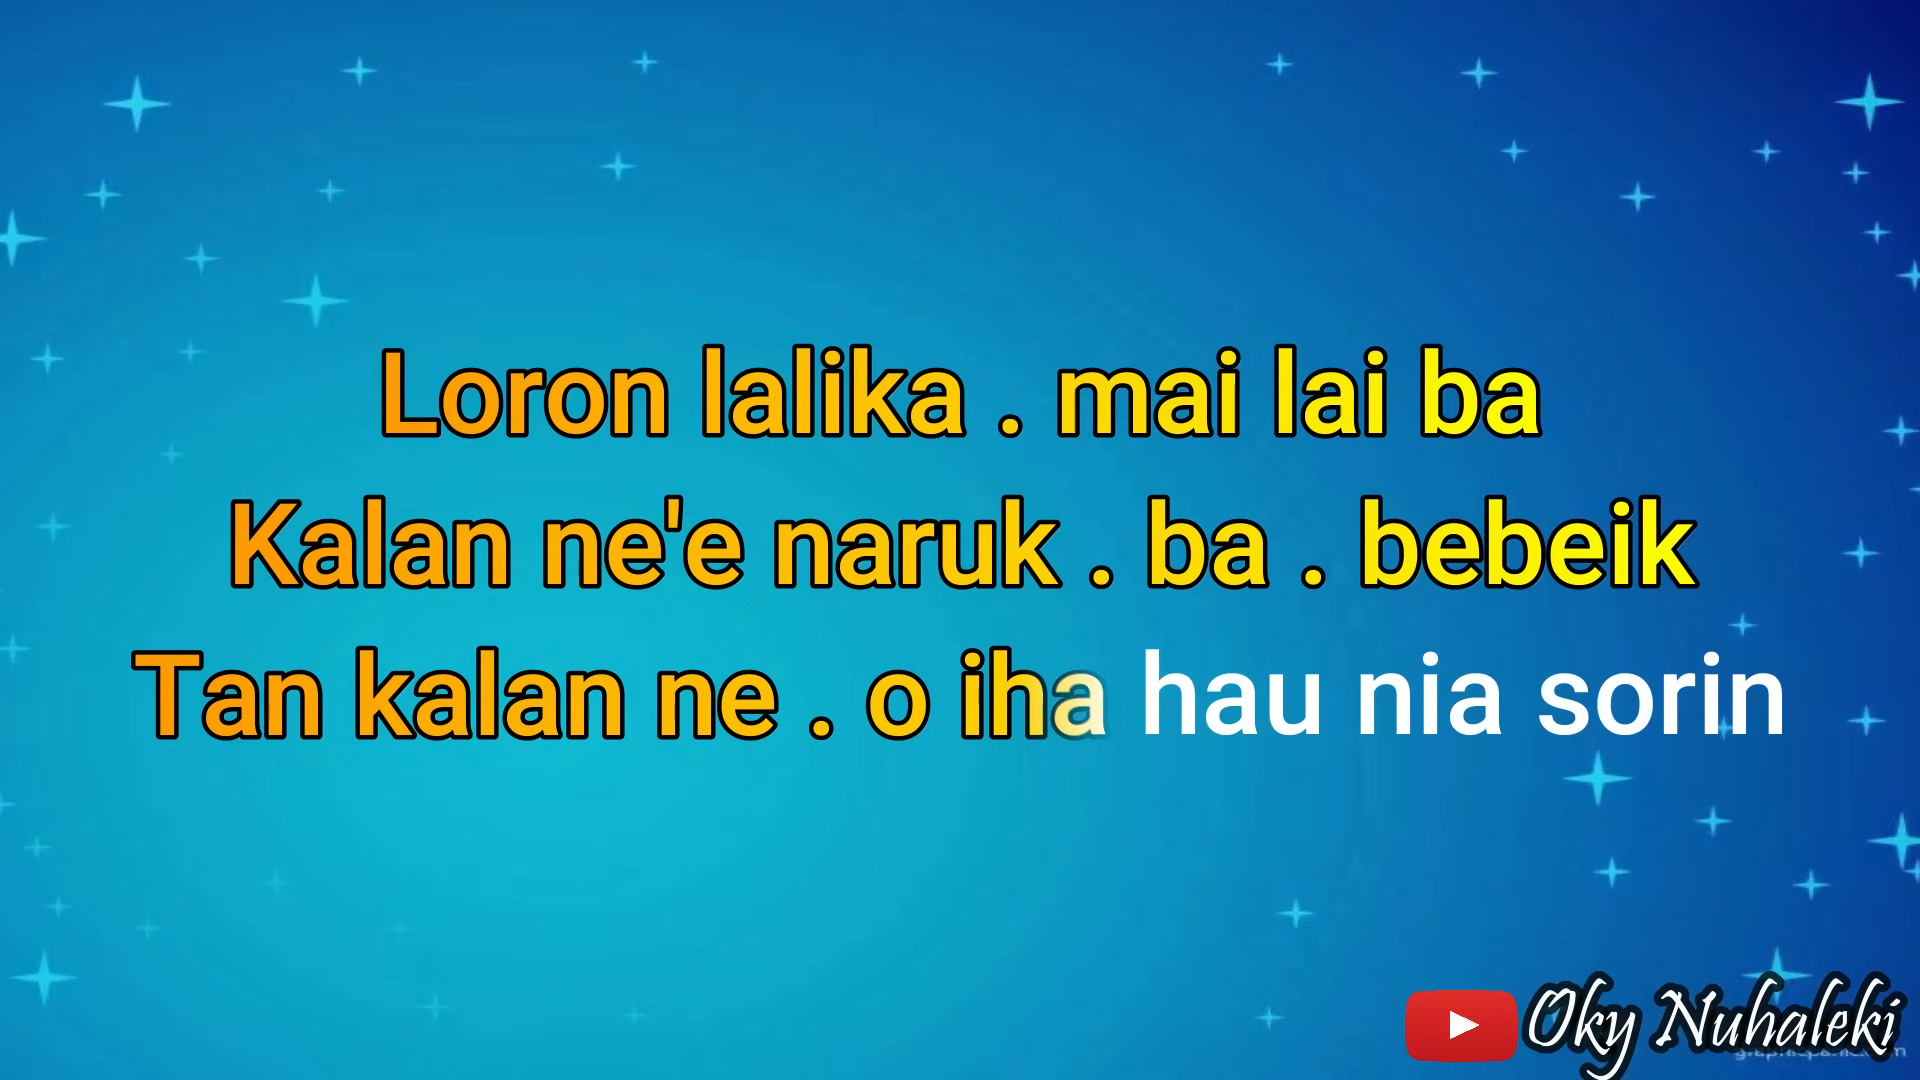 Loron lalika . mai lai ba
Kalan ne'e naruk . ba . bebeik
Tan kalan ne . o iha hau nia sorin
Oky Nuhaleki